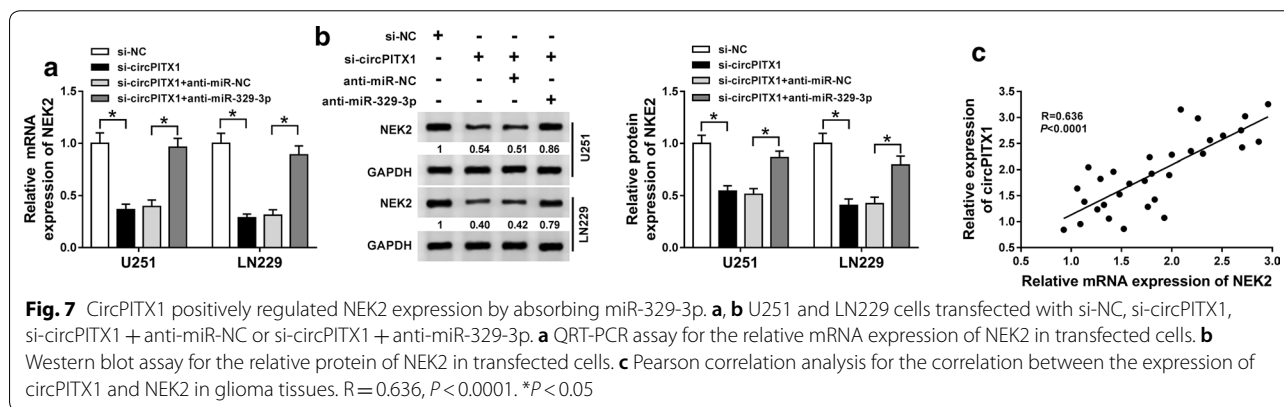 a
si-NC
si-circPITX1
si-circPITX1+anti-miR-NC
si-circPITX1+anti-miR-329-3p
Relative mRNA
expression of NEK2
1.5
1.0
0.5
0.0
* * * *
U251 LN229
b
si-NC + - - -
si-circPITX1 - + + +
anti-miR-NC - - + -
anti-miR-329-3p - - - +
NEK2
1 0.54 0.51 0.86
GAPDH
U251
NEK2
1 0.40 0.42 0.79
GAPDH
LN229
si-NC
si-circPITX1
si-circPITX1+anti-miR-NC
si-circPITX1+anti-miR-329-3p
Relative protein
expression of NKE2
1.5
1.0
0.5
0.0
* * * *
U251 LN229
c
R=0.636
P<0.0001
Relative expression
of circPITX1
3.5
3.0
2.5
2.0
1.5
1.0
0.5
0.5 1.0 1.5 2.0 2.5 3.0
Relative mRNA expression of NEK2
Fig. 7 CircPITX1 positively regulated NEK2 expression by absorbing miR-329-3p. a, b U251 and LN229 cells transfected with si-NC, si-circPITX1,
si-circPITX1 + anti-miR-NC or si-circPITX1 + anti-miR-329-3p. a QRT-PCR assay for the relative mRNA expression of NEK2 in transfected cells. b
Western blot assay for the relative protein of NEK2 in transfected cells. c Pearson correlation analysis for the correlation between the expression of
circPITX1 and NEK2 in glioma tissues. R = 0.636, P < 0.0001. *P < 0.05